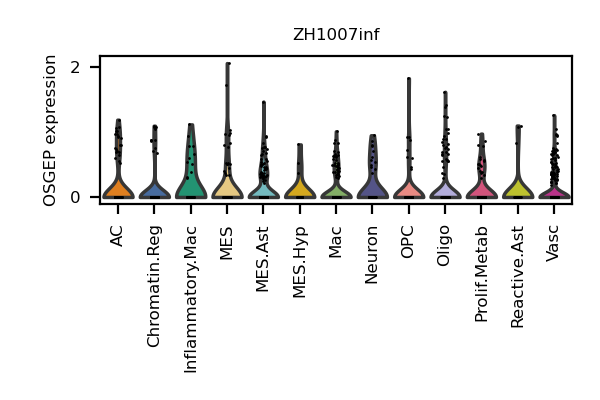 ZH1007inf
OSGEP expression
2
0
AC
Chromatin.Reg
Inflammatory.Mac
MES
MES.Ast
MES.Hyp
Mac
Neuron
OPC
Oligo
Prolif.Metab
Reactive.Ast
Vasc